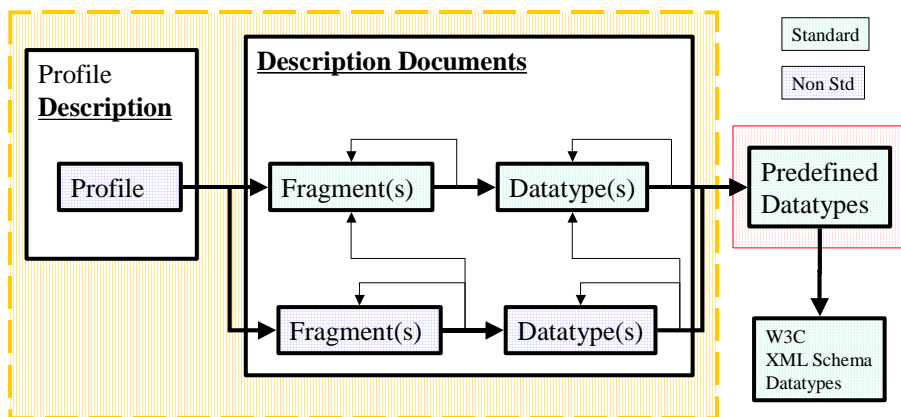 Profile
Description
Profile
Description Documents
Fragment(s)
Datatype(s)
Fragment(s)
Datatype(s)
Standard
Non Std
Predefined
Datatypes
W3C
XML Schema
Datatypes